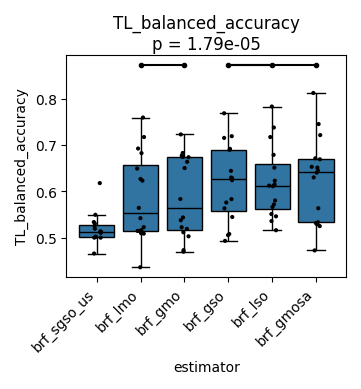 TL_balanced_accuracy
p = 1.79e-05
TL_balanced_accuracy
0.8
0.7
0.6
0.5
brf_sgso_us
brf_lmo
brf_gmo
brf_gso
brf_lso
brf_gmosa
estimator